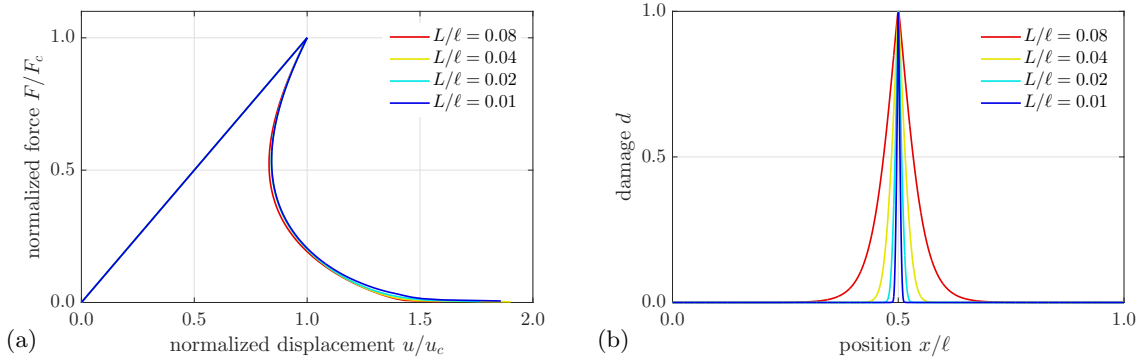 1.0
0.5
0.0
0.0
0.5
1.0
1.5
2.0
normalized force F/F_c
normalized displacement u/u_c
L/ℓ = 0.08
L/ℓ = 0.04
L/ℓ = 0.02
L/ℓ = 0.01
(a)
1.0
0.5
0.0
0.0
0.5
1.0
damage d
position x/ℓ
L/ℓ = 0.08
L/ℓ = 0.04
L/ℓ = 0.02
L/ℓ = 0.01
(b)